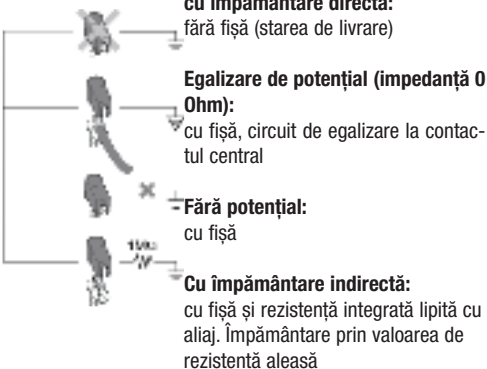 cu împământare directă:
fără fișă (starea de livrare)
Egalizare de potențial (impedanță 0
Ohm):
cu fișă, circuit de egalizare la contac-
tul central
Fără potențial:
cu fișă
1MΩ
Cu împământare indirectă:
cu fișă și rezistență integrată lipită cu
aliaj. Împământare prin valoarea de
rezistență aleasă